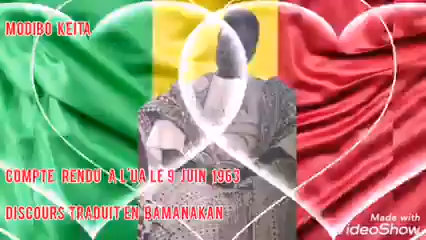 MODIBO KEITA
COMPTE RENDU A L'UA LE 9 JUIN 1963
DISCOURS TRADUIT EN BAMANAKAN
Made with
VideoShow